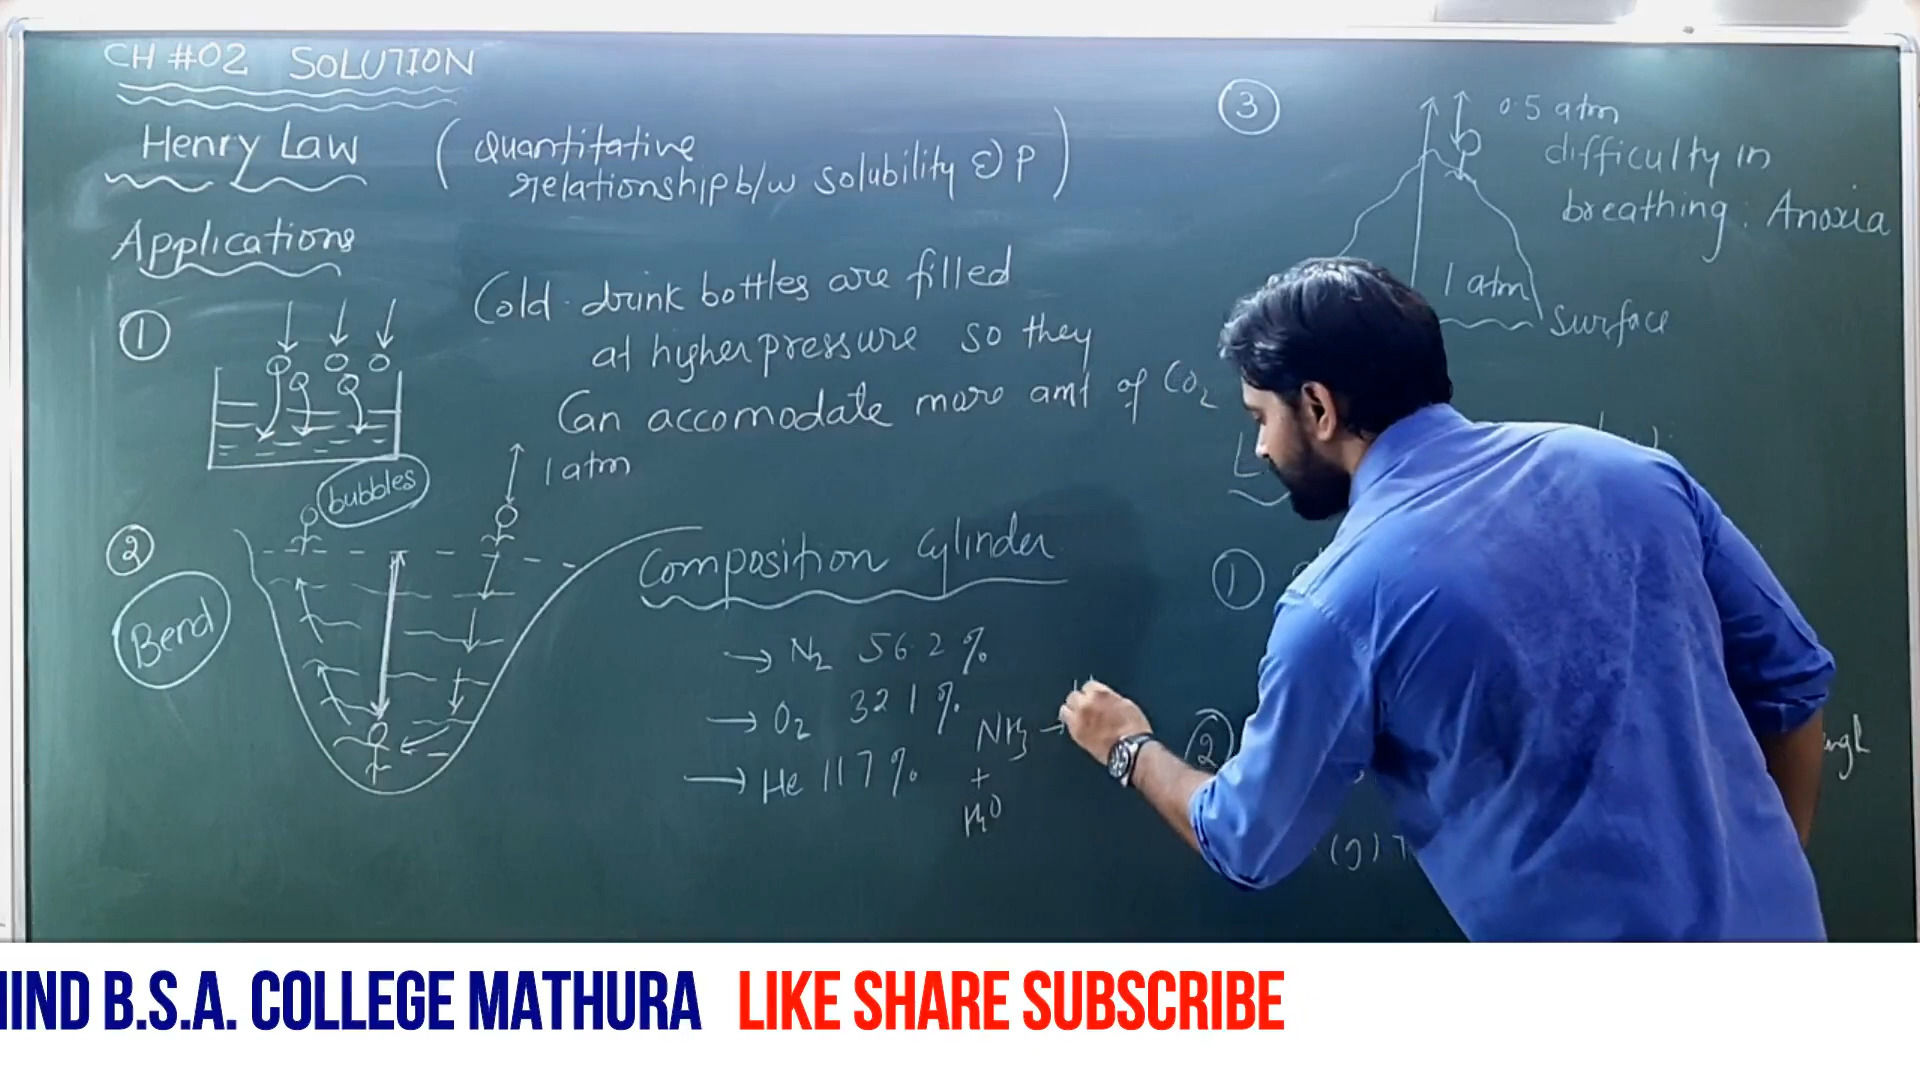 CH #02 SOLUTION
Henry Law
(quantitative
relationship b/w solubility & P)
Applications
①
Cold drink bottles are filled
at higher pressure so they
Can accomodate more amt of CO2
bubbles
1 atm
②
Bend
Composition Cylinder
→ N2 56.2%
→ O2 32.1%
→ He 11.7%
NH3 →
+
H2O
③
0.5 atm
difficulty in
breathing: Anoxia
1 atm
surface
①
②
(g)
B.S.A. COLLEGE MATHURA LIKE SHARE SUBSCRIBE